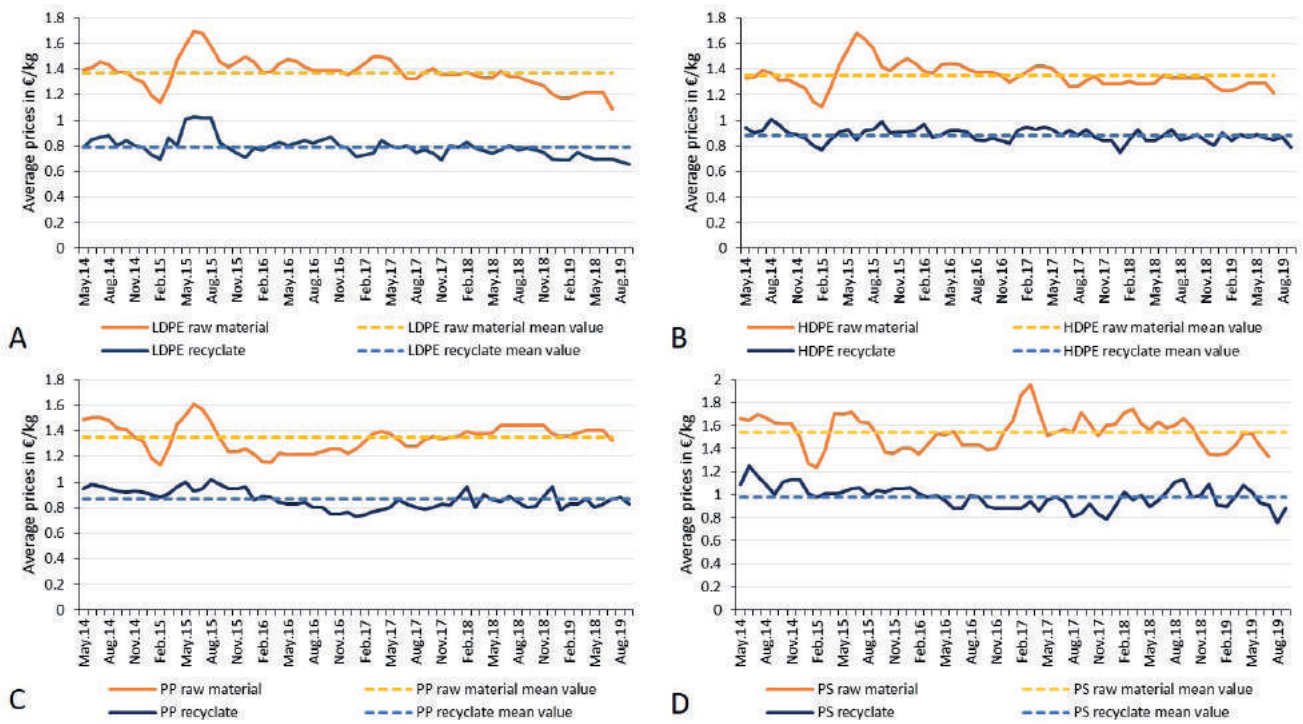 1.8
1.6
1.4
1.2
1
0.8
0.6
0.4
0.2
0
Average prices in €/kg
May.14 Aug.14 Nov.14 Feb.15 May.15 Aug.15 Nov.15 Feb.16 May.16 Aug.16 Nov.16 Feb.17 May.17 Aug.17 Nov.17 Feb.18 May.18 Aug.18 Nov.18 Feb.19 May.19 Aug.19
LDPE raw material LDPE raw material mean value
LDPE recyclate LDPE recyclate mean value
A
1.8
1.6
1.4
1.2
1
0.8
0.6
0.4
0.2
0
Average prices in €/kg
May.14 Aug.14 Nov.14 Feb.15 May.15 Aug.15 Nov.15 Feb.16 May.16 Aug.16 Nov.16 Feb.17 May.17 Aug.17 Nov.17 Feb.18 May.18 Aug.18 Nov.18 Feb.19 May.19 Aug.19
HDPE raw material HDPE raw material mean value
HDPE recyclate HDPE recyclate mean value
B
1.8
1.6
1.4
1.2
1
0.8
0.6
0.4
0.2
0
Average prices in €/kg
May.14 Aug.14 Nov.14 Feb.15 May.15 Aug.15 Nov.15 Feb.16 May.16 Aug.16 Nov.16 Feb.17 May.17 Aug.17 Nov.17 Feb.18 May.18 Aug.18 Nov.18 Feb.19 May.19 Aug.19
PP raw material PP raw material mean value
PP recyclate PP recyclate mean value
C
2
1.8
1.6
1.4
1.2
1
0.8
0.6
0.4
0.2
0
Average prices in €/kg
May.14 Aug.14 Nov.14 Feb.15 May.15 Aug.15 Nov.15 Feb.16 May.16 Aug.16 Nov.16 Feb.17 May.17 Aug.17 Nov.17 Feb.18 May.18 Aug.18 Nov.18 Feb.19 May.19 Aug.19
PS raw material PS raw material mean value
PS recyclate PS recyclate mean value
D